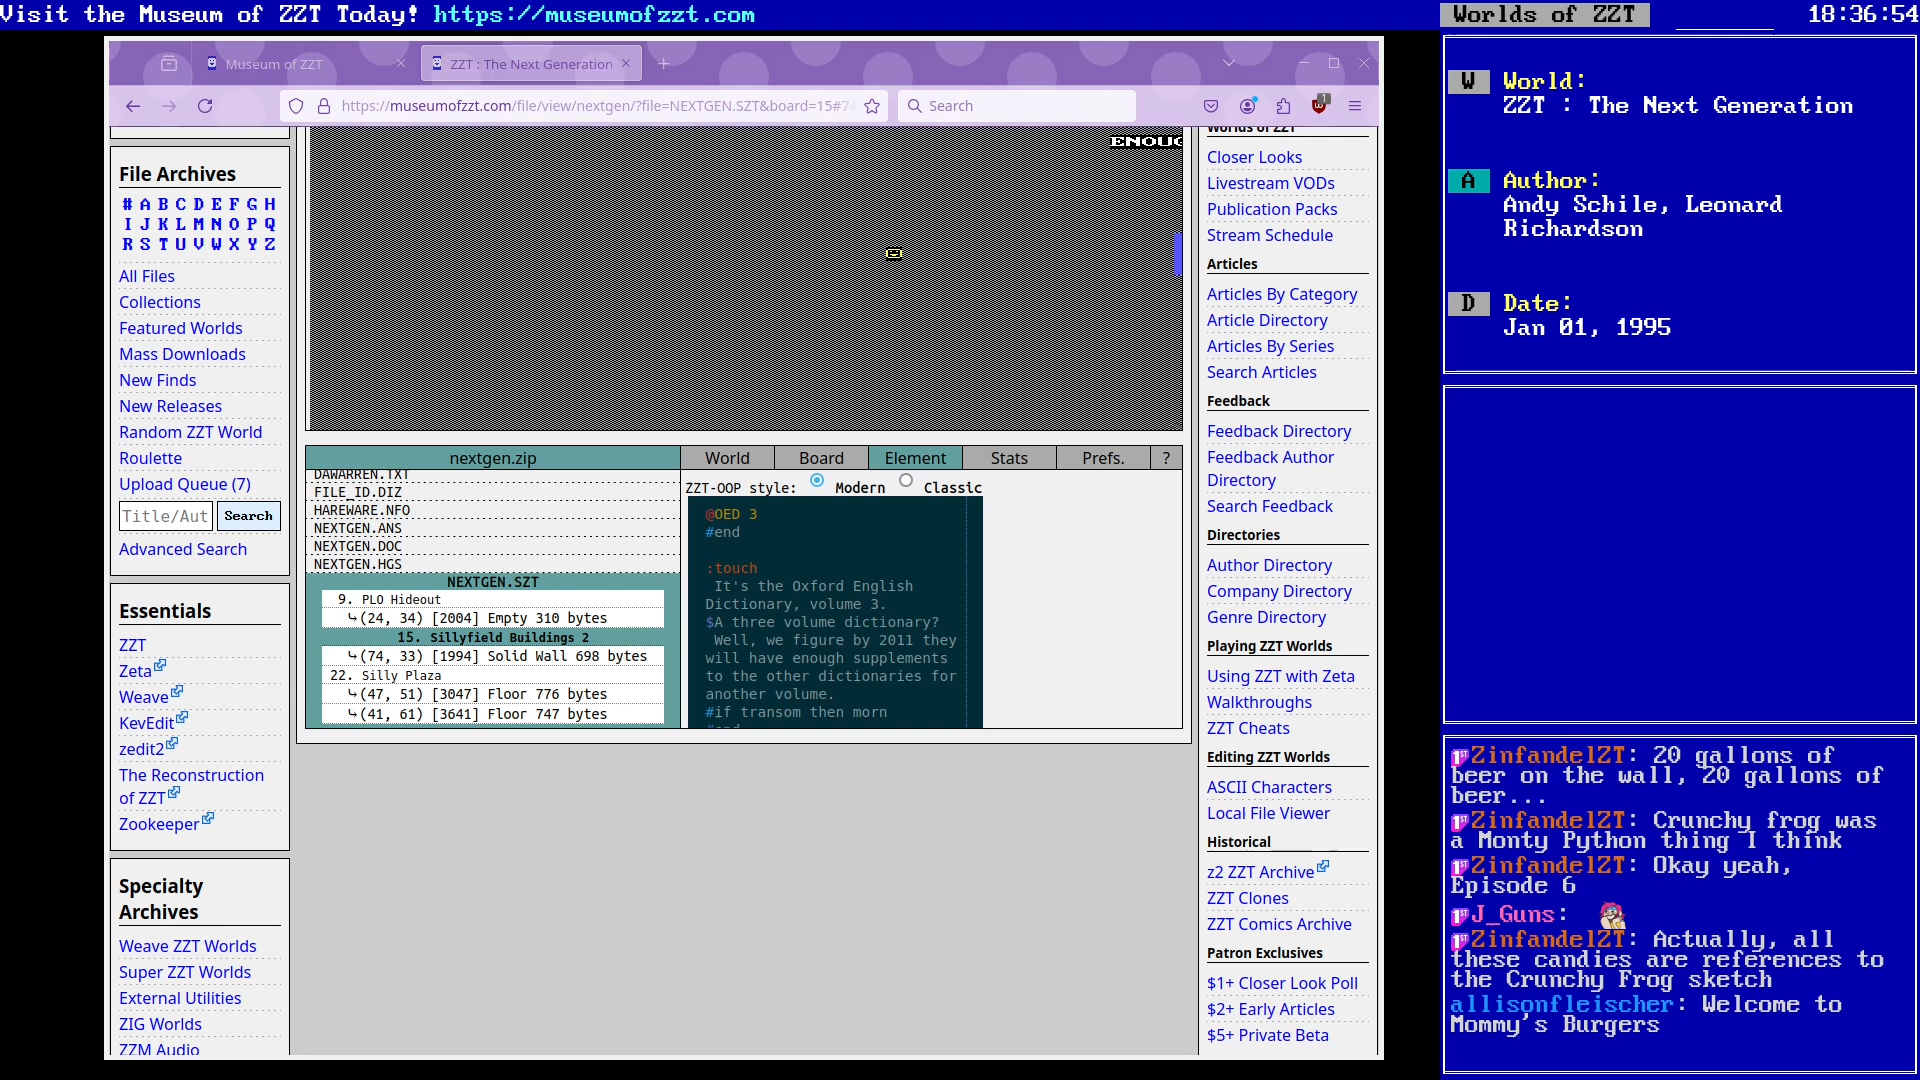 Visit the Museum of ZZT Today! https://museumofzzt.com
Worlds of ZZT
18:36:54
Museum of ZZT
ZZT : The Next Generation
https://museumofzzt.com/file/view/nextgen/?file=NEXTGEN.SZT&board=15#7
Search
File Archives
# A B C D E F G H
I J K L M N O P Q
R S T U V W X Y Z
All Files
Collections
Featured Worlds
Mass Downloads
New Finds
New Releases
Random ZZT World
Roulette
Upload Queue (7)
Title/Aut
Search
Advanced Search
Essentials
ZZT
Zeta
Weave
KevEdit
zedit2
The Reconstruction
of ZZT
Zookeeper
Specialty
Archives
Weave ZZT Worlds
Super ZZT Worlds
External Utilities
ZIG Worlds
ZZM Audio
ENOUG
nextgen.zip
World
Board
Element
Stats
Prefs.
?
DAWARREN.TXT
FILE_ID.DIZ
HAREWARE.NFO
NEXTGEN.ANS
NEXTGEN.DOC
NEXTGEN.HGS
NEXTGEN.SZT
9. PLO Hideout
↳(24, 34) [2004] Empty 310 bytes
15. Sillyfield Buildings 2
↳(74, 33) [1994] Solid Wall 698 bytes
22. Silly Plaza
↳(47, 51) [3047] Floor 776 bytes
↳(41, 61) [3641] Floor 747 bytes
ZZT-OOP style: Modern Classic
@OED 3
#end
:touch
It's the Oxford English
Dictionary, volume 3.
$A three volume dictionary?
Well, we figure by 2011 they
will have enough supplements
to the other dictionaries for
another volume.
#if transom then morn
#end
Worlds of ZZT
Closer Looks
Livestream VODs
Publication Packs
Stream Schedule
Articles
Articles By Category
Article Directory
Articles By Series
Search Articles
Feedback
Feedback Directory
Feedback Author
Directory
Search Feedback
Directories
Author Directory
Company Directory
Genre Directory
Playing ZZT Worlds
Using ZZT with Zeta
Walkthroughs
ZZT Cheats
Editing ZZT Worlds
ASCII Characters
Local File Viewer
Historical
z2 ZZT Archive
ZZT Clones
ZZT Comics Archive
Patron Exclusives
$1+ Closer Look Poll
$2+ Early Articles
$5+ Private Beta
W World:
ZZT : The Next Generation
A Author:
Andy Schile, Leonard
Richardson
D Date:
Jan 01, 1995
ZinfandelZT: 20 gallons of
beer on the wall, 20 gallons of
beer...
ZinfandelZT: Crunchy frog was
a Monty Python thing I think
ZinfandelZT: Okay yeah,
Episode 6
J_Guns:
ZinfandelZT: Actually, all
these candies are references to
the Crunchy Frog sketch
allisonfleischer: Welcome to
Mommy's Burgers